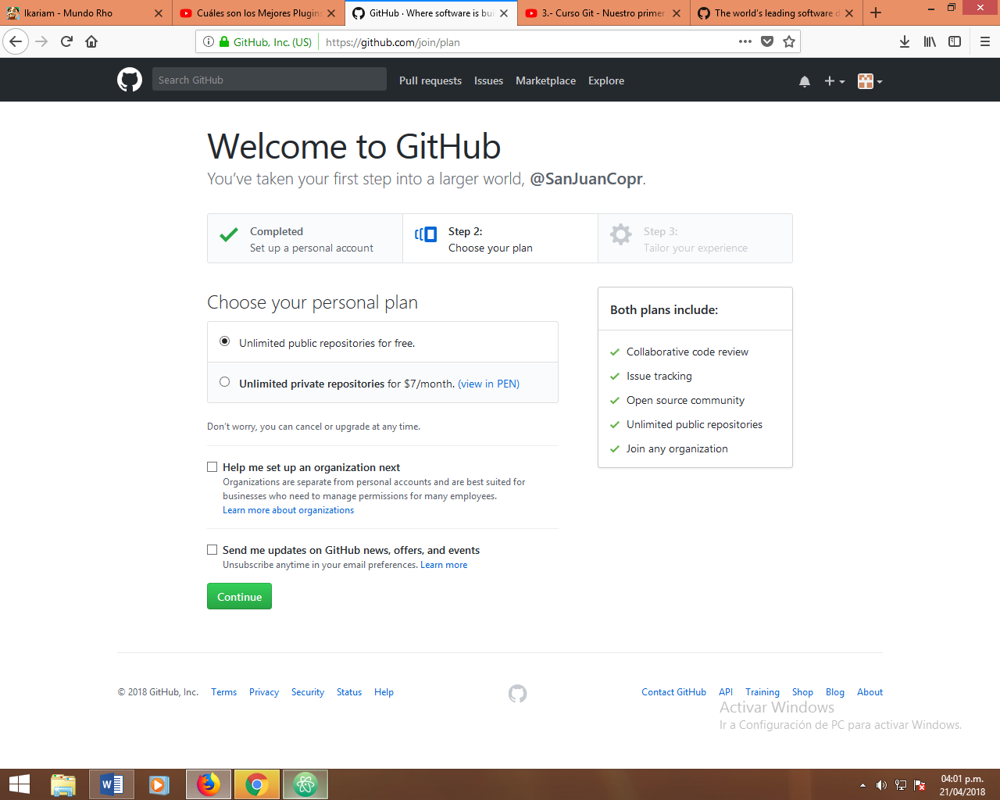 Ikariam - Mundo Rho
Cuáles son los Mejores Plugins
GitHub · Where software is bui
3.- Curso Git - Nuestro primer
The world's leading software d
GitHub, Inc. (US)
https://github.com/join/plan
Search GitHub
Pull requests
Issues
Marketplace
Explore
Welcome to GitHub
You've taken your first step into a larger world, @SanJuanCopr.
Completed
Set up a personal account
Step 2:
Choose your plan
Step 3:
Tailor your experience
Choose your personal plan
Unlimited public repositories for free.
Unlimited private repositories for $7/month. (view in PEN)
Don't worry, you can cancel or upgrade at any time.
Help me set up an organization next
Organizations are separate from personal accounts and are best suited for
businesses who need to manage permissions for many employees.
Learn more about organizations
Send me updates on GitHub news, offers, and events
Unsubscribe anytime in your email preferences. Learn more
Continue
Both plans include:
Collaborative code review
Issue tracking
Open source community
Unlimited public repositories
Join any organization
© 2018 GitHub, Inc.
Terms
Privacy
Security
Status
Help
Contact GitHub
API
Training
Shop
Blog
About
Activar Windows
Ir a Configuración de PC para activar Windows.
04:01 p.m.
21/04/2018